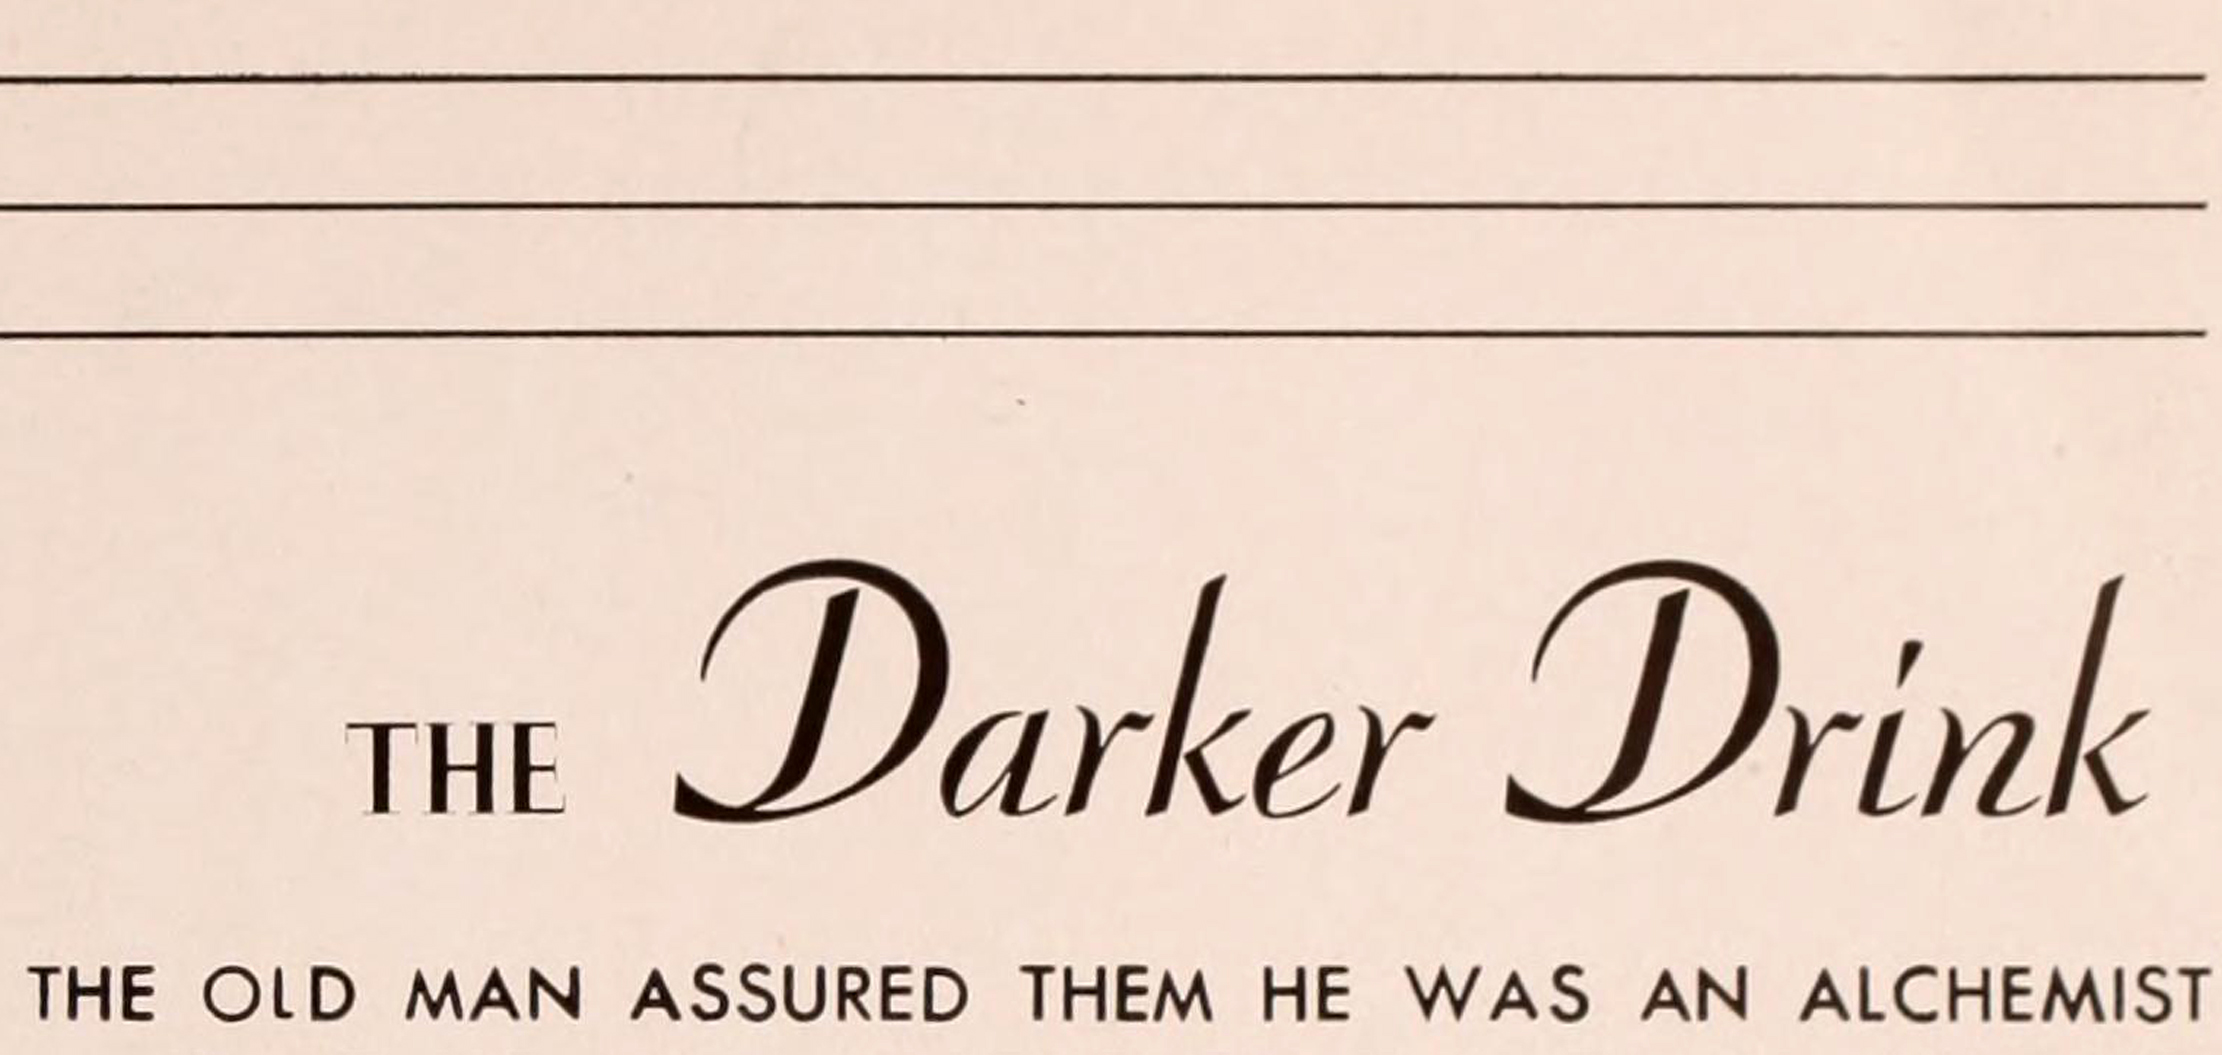 THE Darker Drink
THE OLD MAN ASSURED THEM HE WAS AN ALCHEMIST